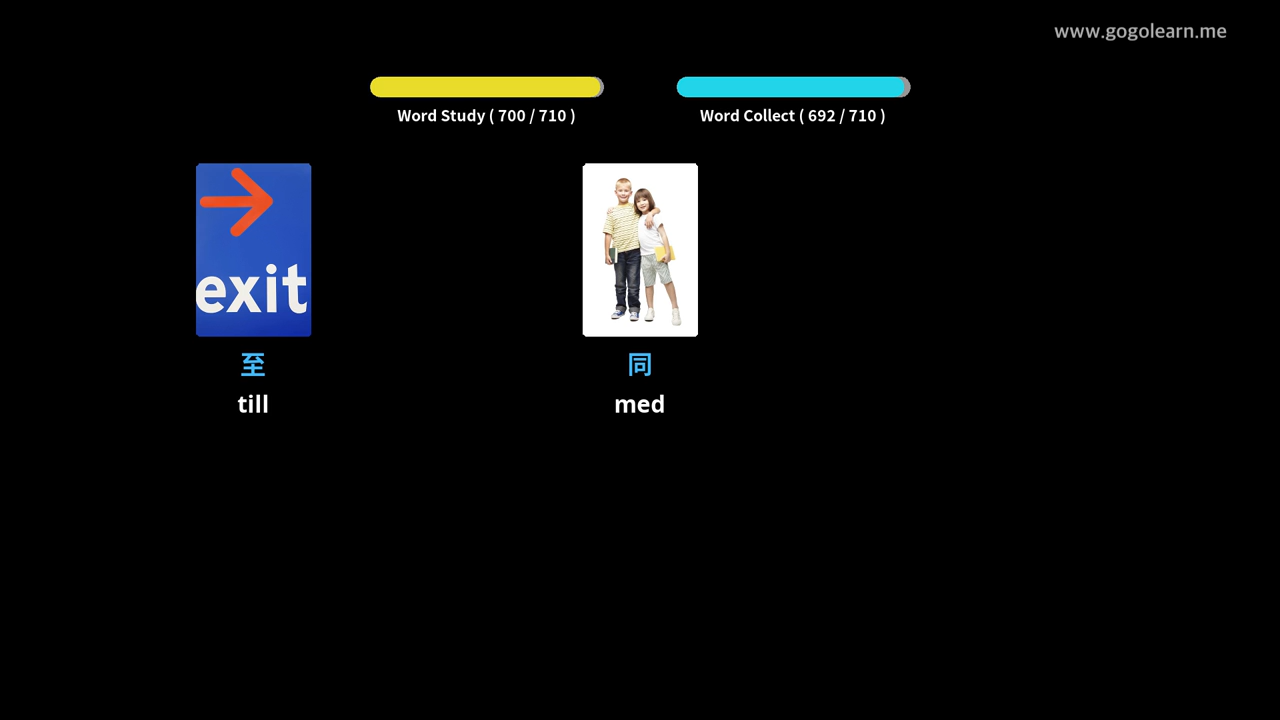 www.gogolearn.me
Word Study ( 700 / 710 )
Word Collect ( 692 / 710 )
exit
至
同
till
med